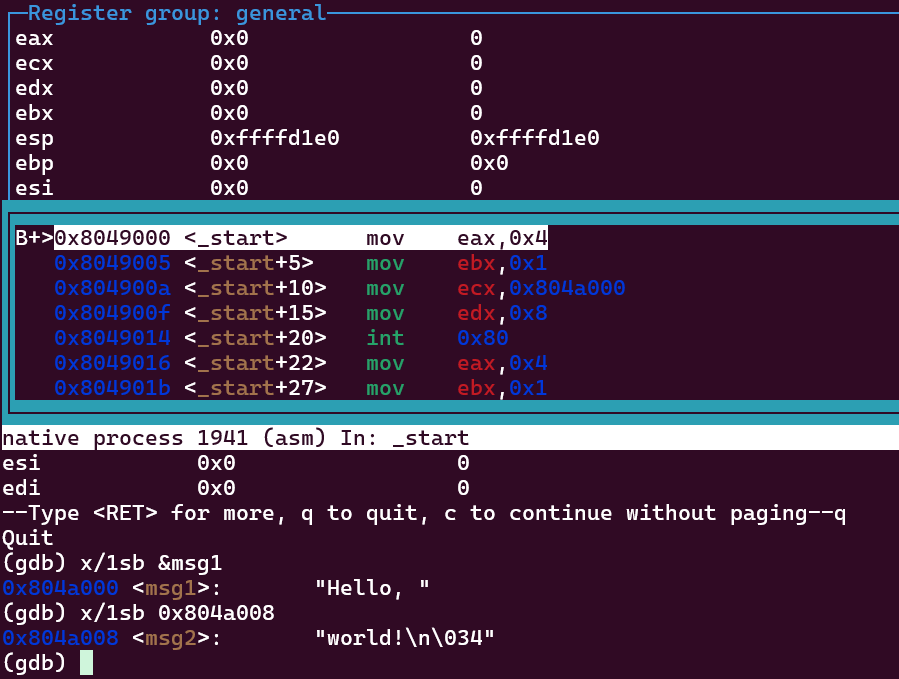 Register group: general
eax 0x0 0
ecx 0x0 0
edx 0x0 0
ebx 0x0 0
esp 0xffffd1e0 0xffffd1e0
ebp 0x0 0x0
esi 0x0 0
B+>0x8049000 <_start> mov eax,0x4
0x8049005 <_start+5> mov ebx,0x1
0x804900a <_start+10> mov ecx,0x804a000
0x804900f <_start+15> mov edx,0x8
0x8049014 <_start+20> int 0x80
0x8049016 <_start+22> mov eax,0x4
0x804901b <_start+27> mov ebx,0x1
native process 1941 (asm) In: _start
esi 0x0 0
edi 0x0 0
--Type <RET> for more, q to quit, c to continue without paging--q
Quit
(gdb) x/1sb &msg1
0x804a000 <msg1>: "Hello, "
(gdb) x/1sb 0x804a008
0x804a008 <msg2>: "world!\n\034"
(gdb)